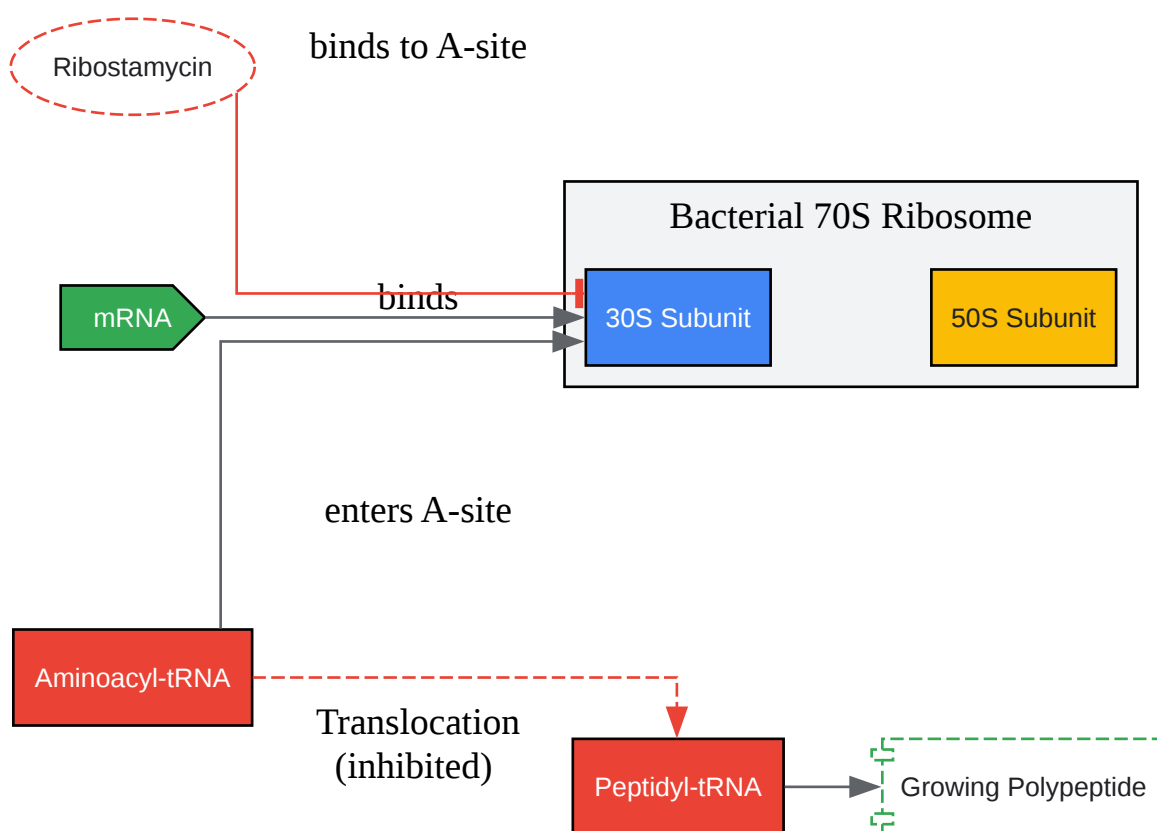 Ribostamycin
binds to A-site
Bacterial 70S Ribosome
mRNA
binds
30S Subunit
50S Subunit
enters A-site
Aminoacyl-tRNA
Translocation
(inhibited)
Peptidyl-tRNA
Growing Polypeptide